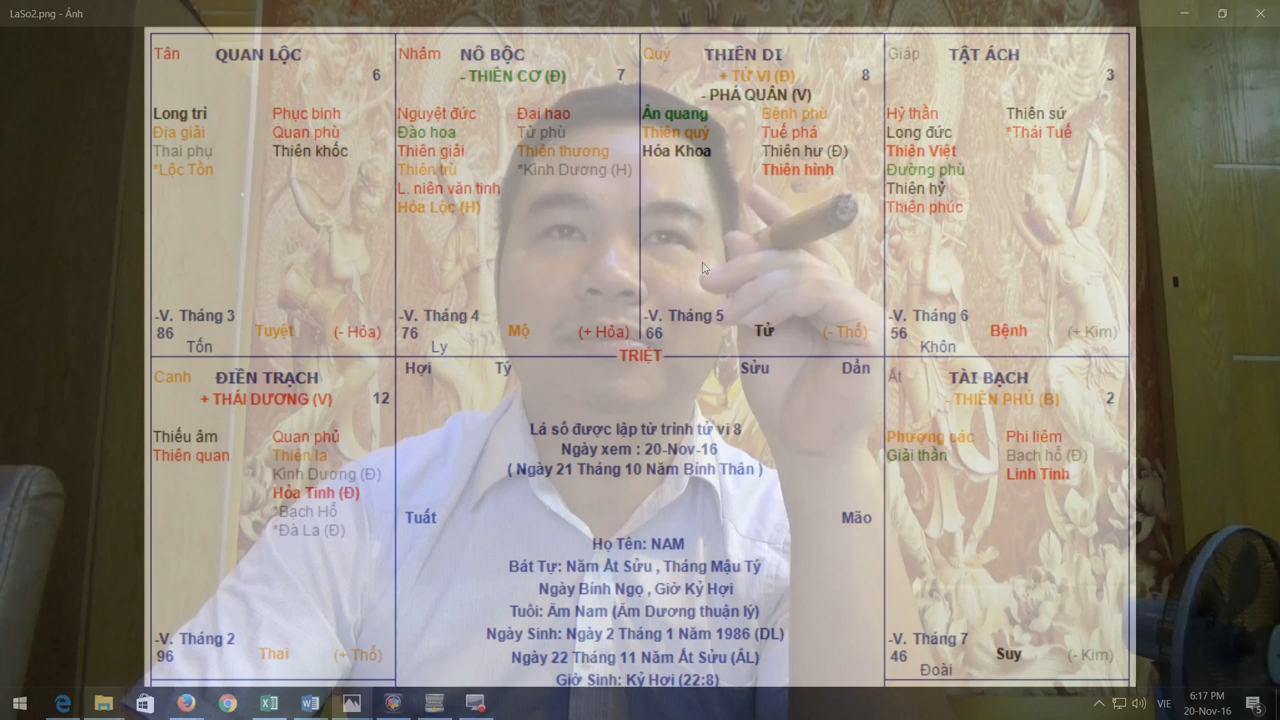 LaSo2.png - Ảnh
Tân QUAN LỘC
6
Long trì Phục binh
Địa giải Quan phù
Thai phụ Thiên khốc
*Lộc Tồn
-V. Tháng 3
86 Tuyệt (- Hỏa)
Tốn
Nhâm NÔ BỘC
- THIÊN CƠ (Đ) 7
Nguyệt đức Đại hao
Đào hoa Tử phù
Thiên giải Thiên thương
Thiên trù *Kình Dương (H)
L. niên văn tinh
Hóa Lộc (H)
-V. Tháng 4
76 Mộ (+ Hỏa)
Ly
Quý THIÊN DI
+ TỬ VI (Đ) 8
- PHÁ QUÂN (V)
Ân quang Bệnh phù
Thiên quý Tuế phá
Hóa Khoa Thiên hư (Đ)
Thiên hình
-V. Tháng 5
66 Tử (- Thổ)
Giáp TẬT ÁCH
3
Hỷ thần Thiên sứ
Long đức *Thái Tuế
Thiên Việt
Đường phù
Thiên hỷ
Thiên phúc
-V. Tháng 6
56 Bệnh (+ Kim)
Khôn
TRIỆT
Canh ĐIỀN TRẠCH
+ THÁI DƯƠNG (V) 12
Thiếu âm Quan phủ
Thiên quan Thiên la
Kình Dương (Đ)
Hỏa Tinh (Đ)
*Bạch Hổ
*Đà La (Đ)
-V. Tháng 2
96 Thai (+ Thổ)
Hợi Tý Sửu Dần
Lá số được lập từ trình tử vi 8
Ngày xem : 20-Nov-16
( Ngày 21 Tháng 10 Năm Bính Thân )
Tuất Mão
Họ Tên: NAM
Bát Tự: Năm Ất Sửu , Tháng Mậu Tý
Ngày Bính Ngọ , Giờ Kỷ Hợi
Tuổi: Âm Nam (Âm Dương thuận lý)
Ngày Sinh: Ngày 2 Tháng 1 Năm 1986 (DL)
Ngày 22 Tháng 11 Năm Ất Sửu (ÂL)
Giờ Sinh: Kỷ Hợi (22:8)
Ất TÀI BẠCH
- THIÊN PHỦ (B) 2
Phượng các Phi liêm
Giải thần Bạch hổ (Đ)
Linh Tinh
-V. Tháng 7
46 Suy (- Kim)
Đoài
VIE
6:17 PM
20-Nov-16
5